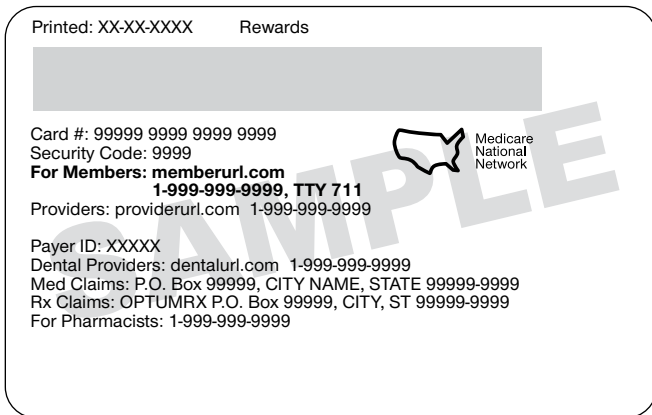 Printed: XX-XX-XXXX Rewards
Card #: 99999 9999 9999 9999
Security Code: 9999
For Members: memberurl.com
1-999-999-9999, TTY 711
Providers: providerurl.com 1-999-999-9999
Medicare
National
Network
Payer ID: XXXXX
Dental Providers: dentalurl.com 1-999-999-9999
Med Claims: P.O. Box 99999, CITY NAME, STATE 99999-9999
Rx Claims: OPTUMRX P.O. Box 99999, CITY, ST 99999-9999
For Pharmacists: 1-999-999-9999
SAMPLE